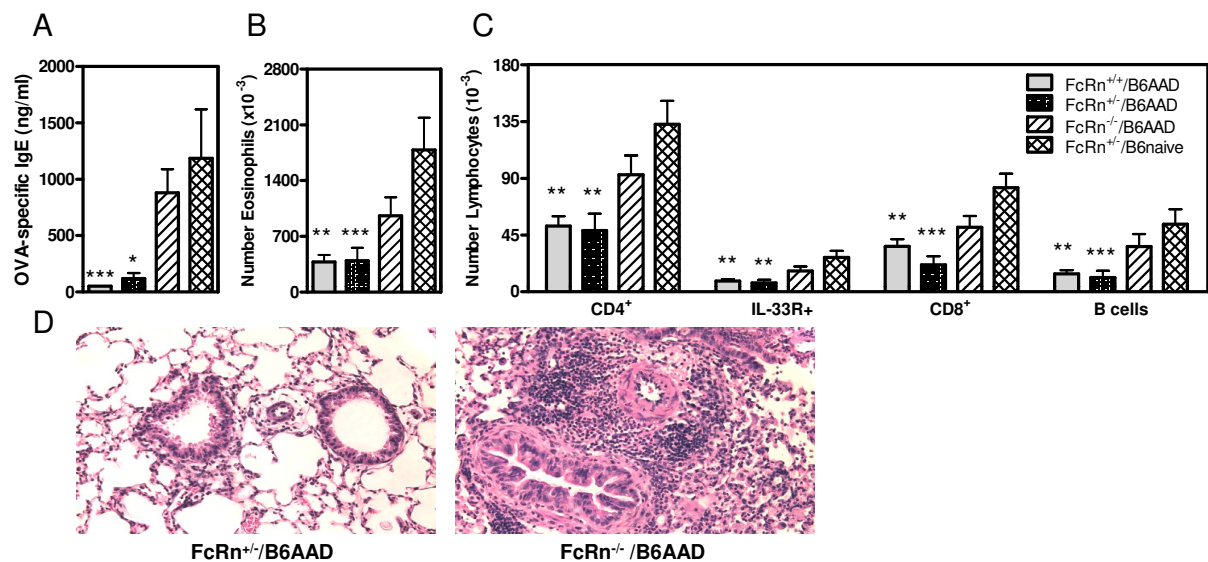 A
B
C
OVA-specific IgE (ng/ml)
2000
1500
1000
500
0
***
*
Number Eosinophils (x10⁻³)
2800
2100
1400
700
0
**
***
Number Lymphocytes (10⁻³)
180
135
90
45
0
FcRn⁺/⁺/B6AAD
FcRn⁺/⁻/B6AAD
FcRn⁻/⁻/B6AAD
FcRn⁺/⁻/B6naive
** **
** **
** ***
** ***
CD4⁺ IL-33R+ CD8⁺ B cells
D
FcRn⁺/⁻/B6AAD
FcRn⁻/⁻ /B6AAD